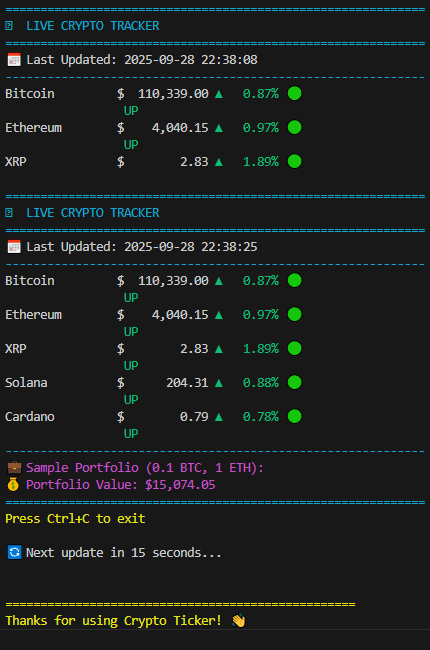 ============================================================
LIVE CRYPTO TRACKER
============================================================
📅 Last Updated: 2025-09-28 22:38:08
------------------------------------------------------------
Bitcoin $ 110,339.00 ▲ 0.87% 🟢
UP
Ethereum $ 4,040.15 ▲ 0.97% 🟢
UP
XRP $ 2.83 ▲ 1.89% 🟢
============================================================
LIVE CRYPTO TRACKER
============================================================
📅 Last Updated: 2025-09-28 22:38:25
------------------------------------------------------------
Bitcoin $ 110,339.00 ▲ 0.87% 🟢
UP
Ethereum $ 4,040.15 ▲ 0.97% 🟢
UP
XRP $ 2.83 ▲ 1.89% 🟢
UP
Solana $ 204.31 ▲ 0.88% 🟢
UP
Cardano $ 0.79 ▲ 0.78% 🟢
UP
------------------------------------------------------------
💼 Sample Portfolio (0.1 BTC, 1 ETH):
💰 Portfolio Value: $15,074.05
============================================================
Press Ctrl+C to exit
🔄 Next update in 15 seconds...
==================================================
Thanks for using Crypto Ticker! 👋